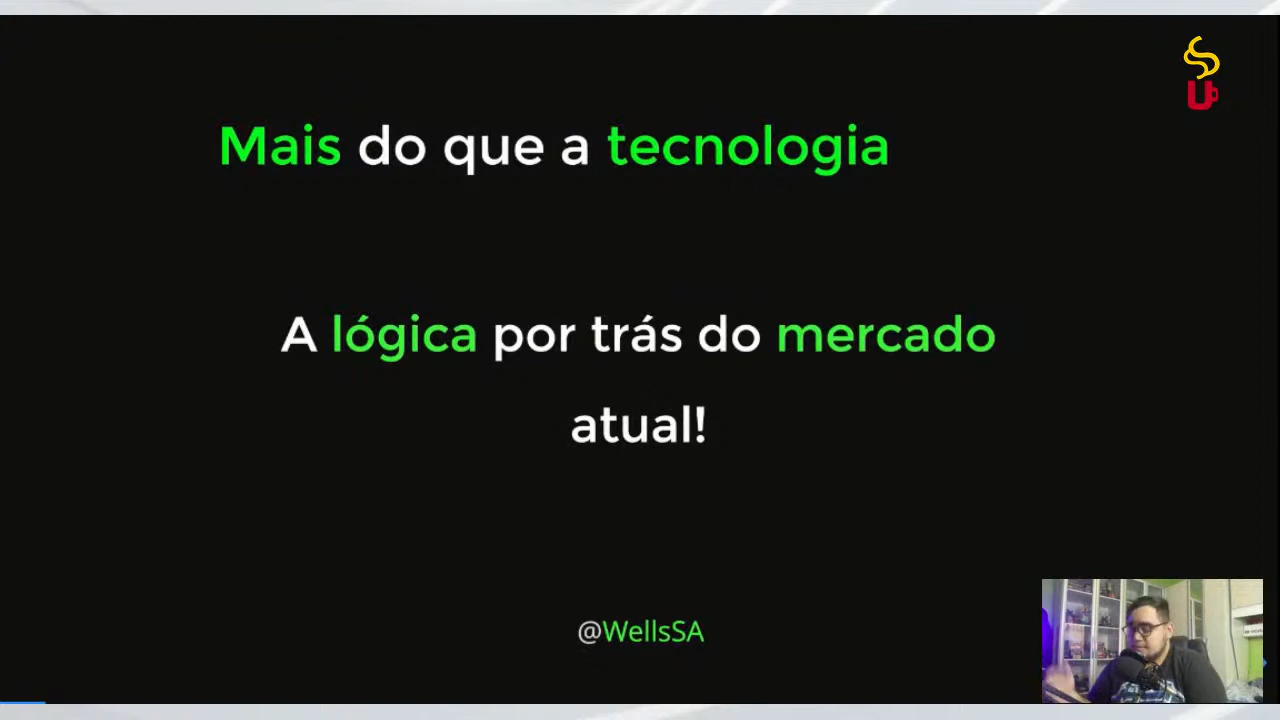 Mais do que a tecnologia
A lógica por trás do mercado
atual!
@WellsSA